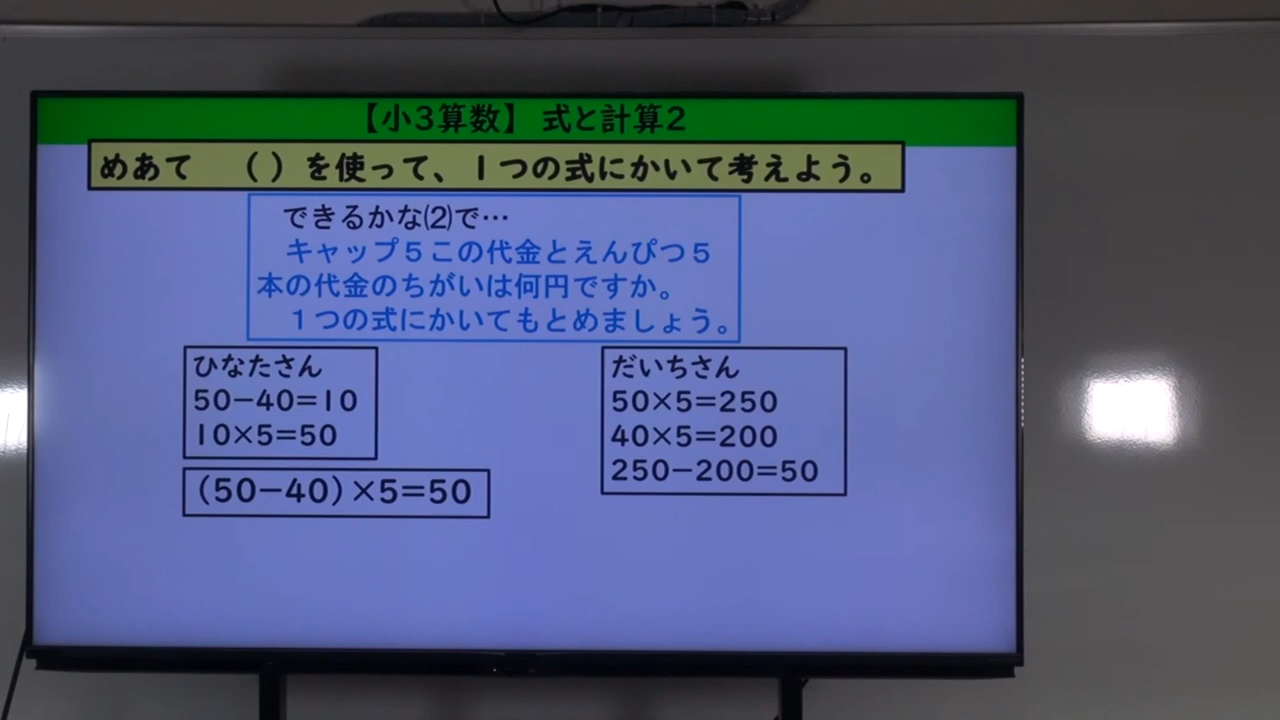 【小3算数】 式と計算2
めあて （）を使って、1つの式にかいて考えよう。
できるかな⑵で…
キャップ５この代金とえんぴつ５
本の代金のちがいは何円ですか。
１つの式にかいてもとめましょう。
ひなたさん
50−40=10
10×5=50
(50−40)×5=50
だいちさん
50×5=250
40×5=200
250−200=50